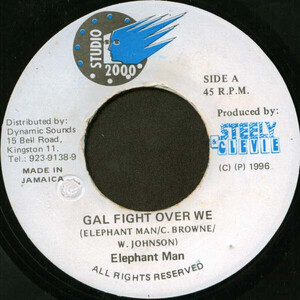 STUDIO
2000
SIDE A
45 R.P.M.
Distributed by:
Dynamic Sounds
15 Bell Road,
Kingston 11.
Tel: 923-9138-9
MADE IN
JAMAICA
Produced by:
STEELY
& CLEVIE
(C) (P) 1996
GAL FIGHT OVER WE
(ELEPHANT MAN/C. BROWNE/
W. JOHNSON)
Elephant Man
ALL RIGHTS RESERVED